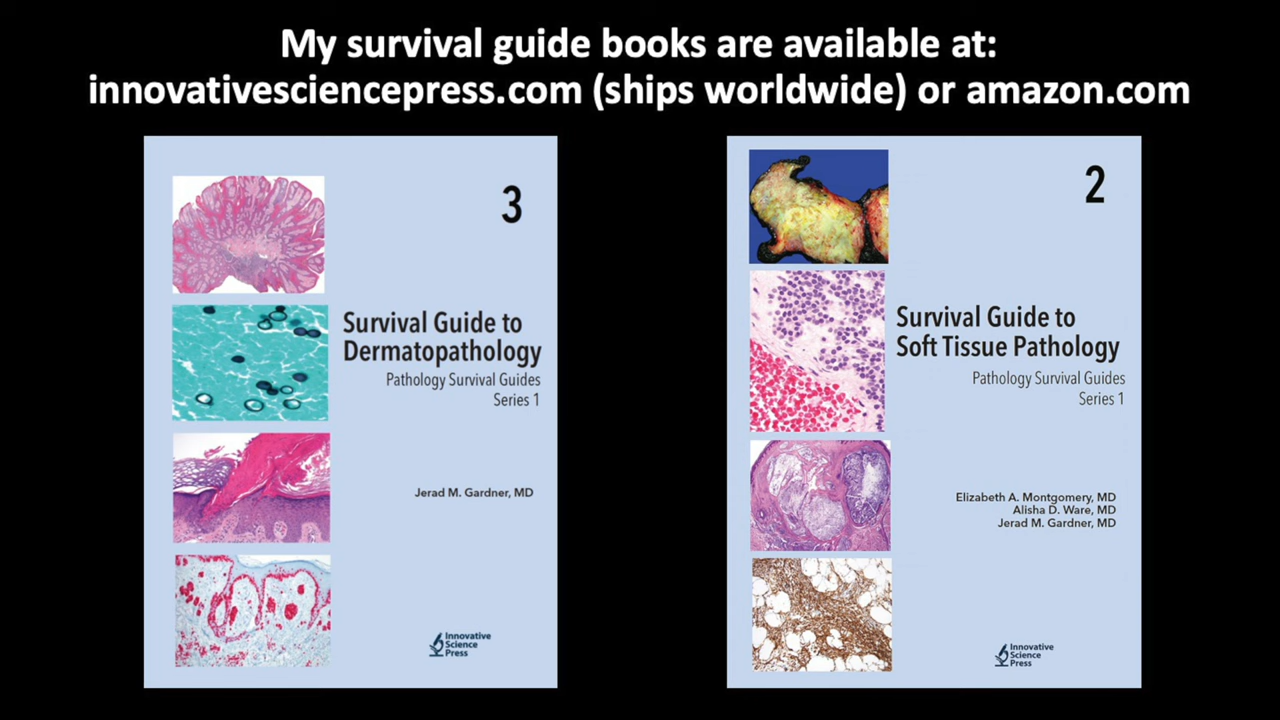 My survival guide books are available at:
innovativesciencepress.com (ships worldwide) or amazon.com
3
Survival Guide to
Dermatopathology
Pathology Survival Guides
Series 1
Jerad M. Gardner, MD
Innovative
Science
Press
2
Survival Guide to
Soft Tissue Pathology
Pathology Survival Guides
Series 1
Elizabeth A. Montgomery, MD
Alisha D. Ware, MD
Jerad M. Gardner, MD
Innovative
Science
Press